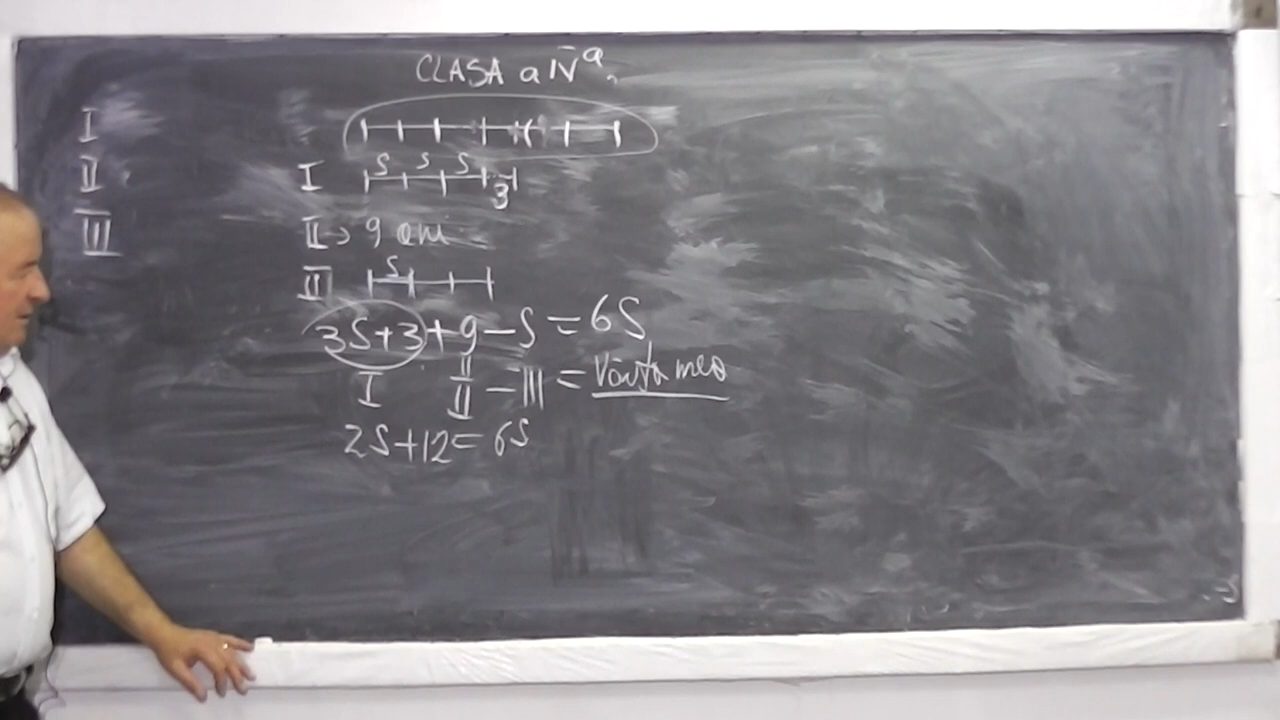 CLASA a IV a
I
II
III
I S S S 3
II → 9 ani
III S
3S+3+9-S=6S
I II - III = Vârsta mea
2S+12=6S